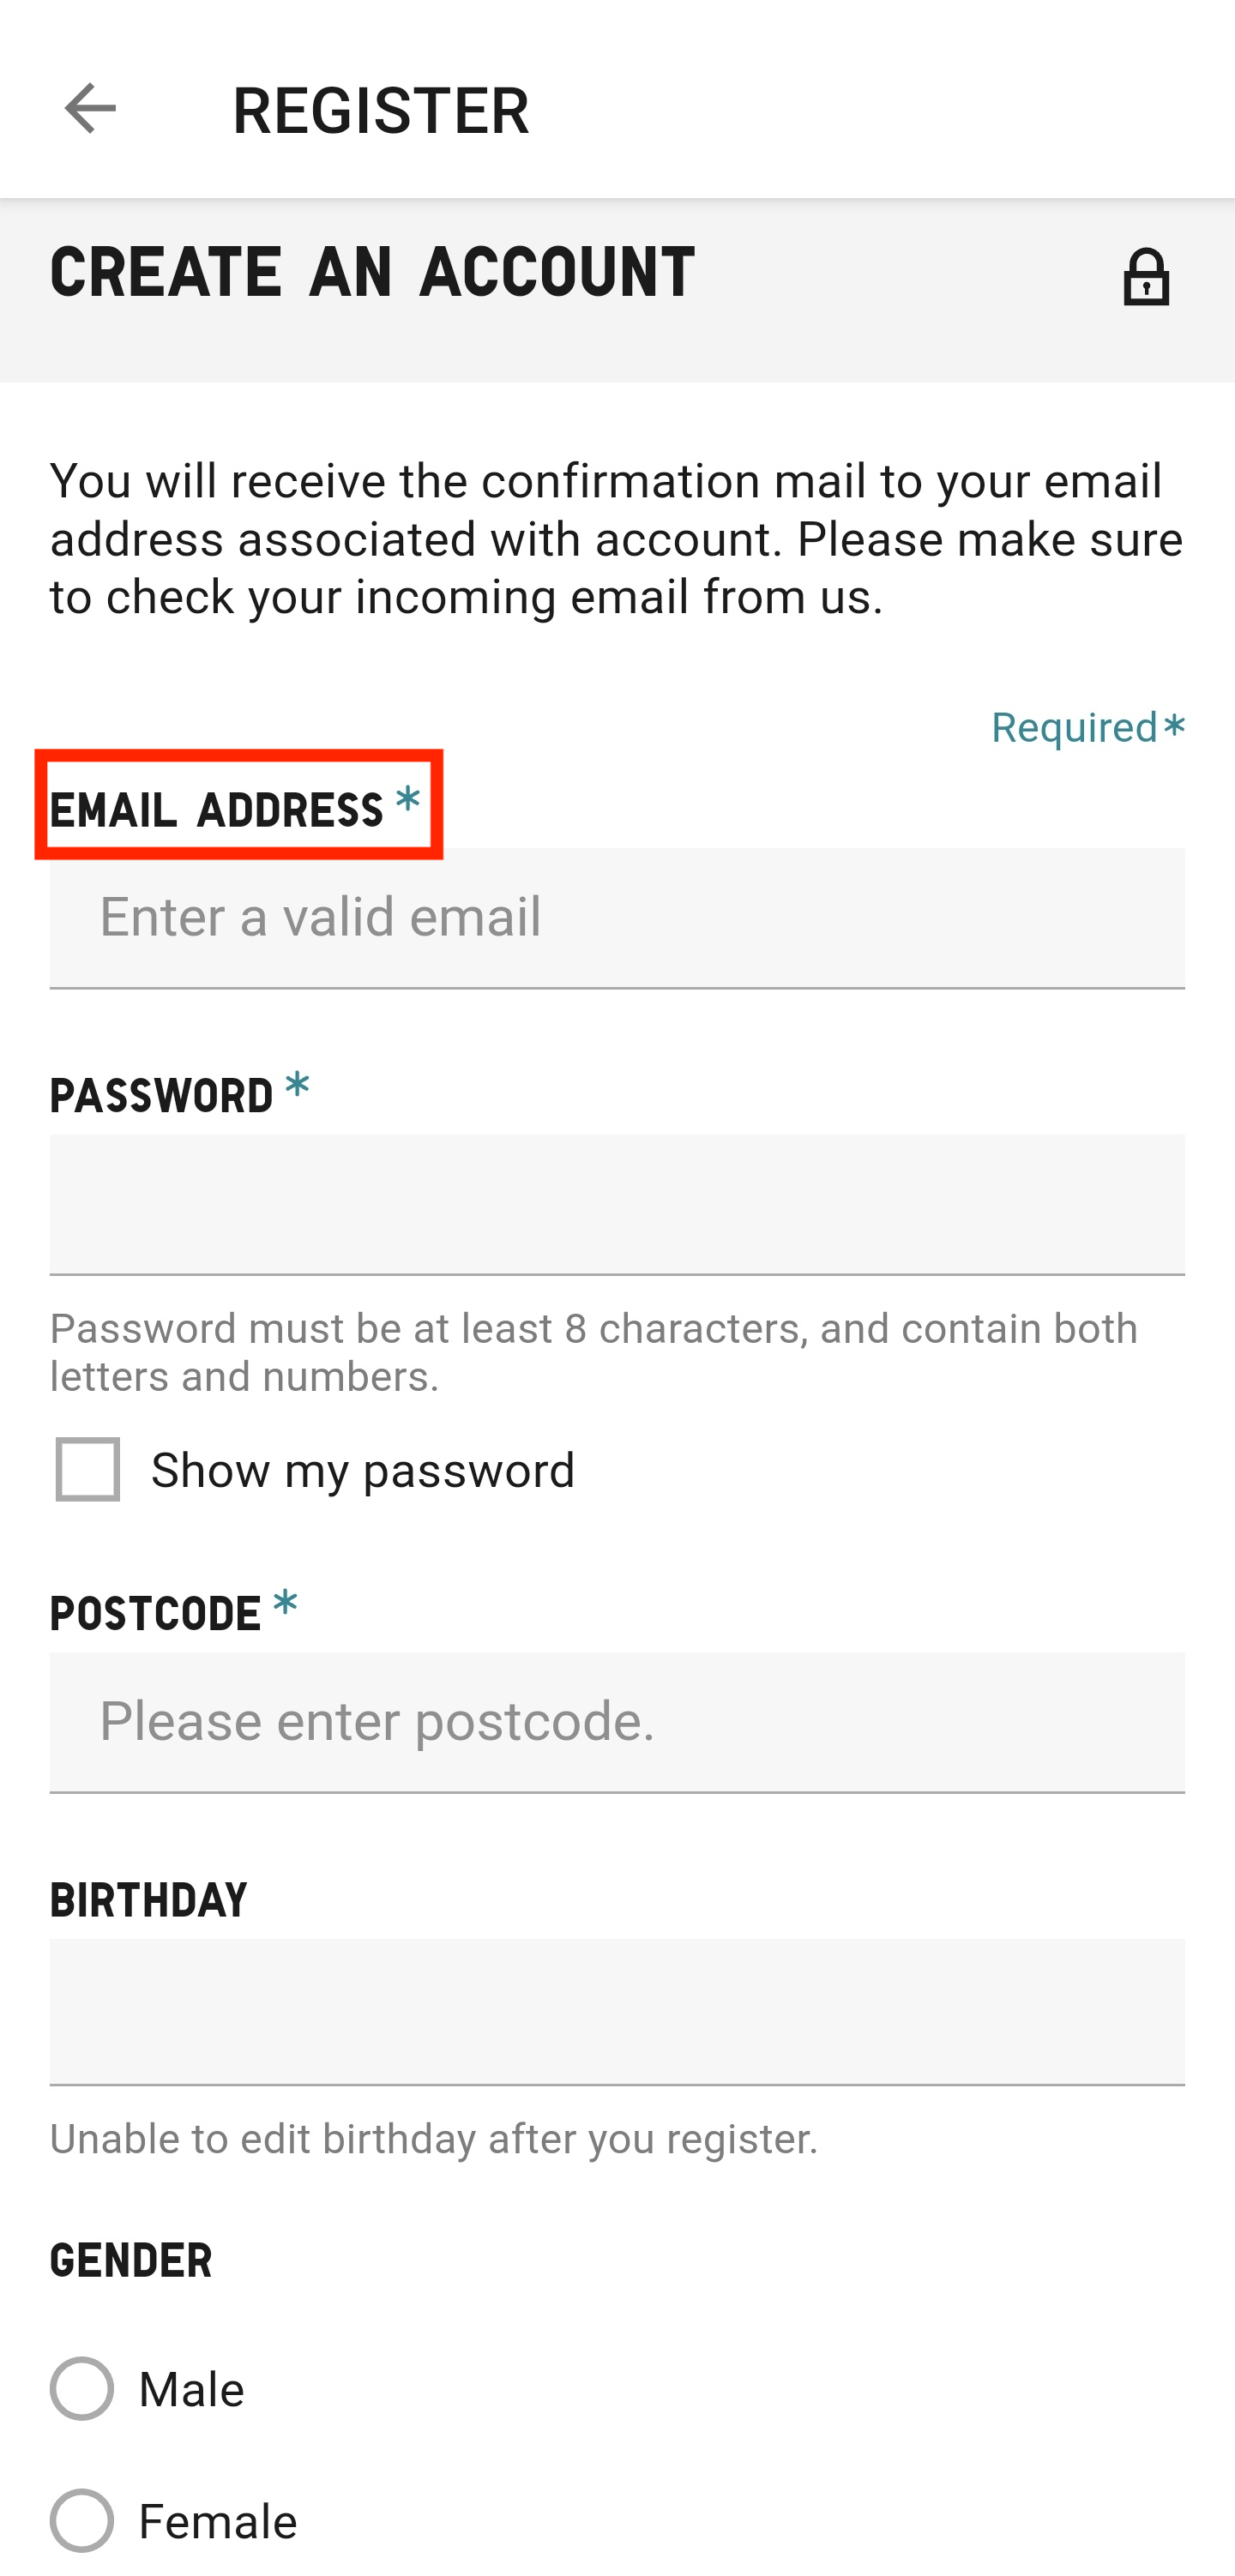 REGISTER
CREATE AN ACCOUNT
You will receive the confirmation mail to your email
address associated with account. Please make sure
to check your incoming email from us.
Required*
EMAIL ADDRESS *
Enter a valid email
PASSWORD *
Password must be at least 8 characters, and contain both
letters and numbers.
Show my password
POSTCODE *
Please enter postcode.
BIRTHDAY
Unable to edit birthday after you register.
GENDER
Male
Female